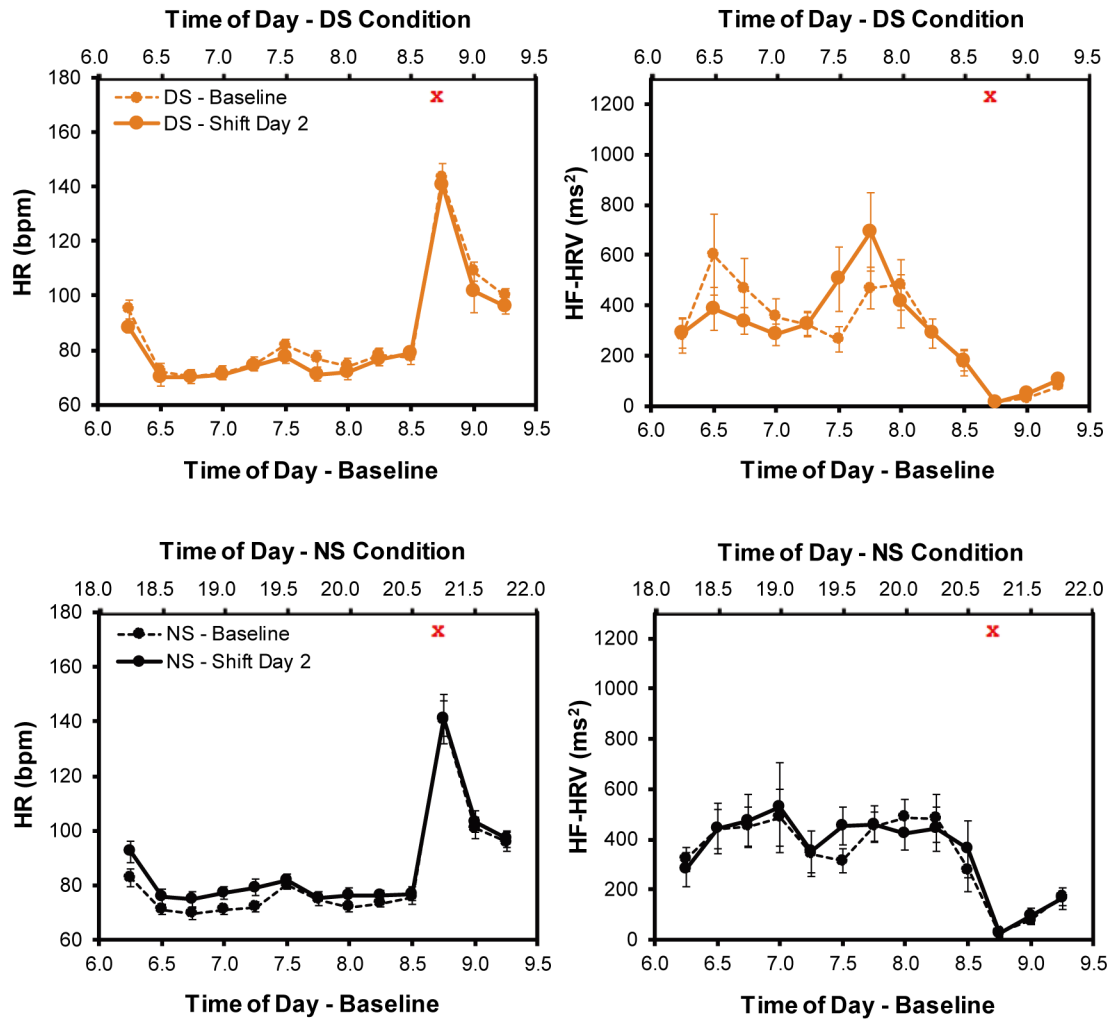 Time of Day - DS Condition
6.0 6.5 7.0 7.5 8.0 8.5 9.0 9.5
180
160
140
120
100
80
60
HR (bpm)
DS - Baseline
DS - Shift Day 2
x
6.0 6.5 7.0 7.5 8.0 8.5 9.0 9.5
Time of Day - Baseline
Time of Day - DS Condition
6.0 6.5 7.0 7.5 8.0 8.5 9.0 9.5
1200
1000
800
600
400
200
0
HF-HRV (ms²)
x
6.0 6.5 7.0 7.5 8.0 8.5 9.0 9.5
Time of Day - Baseline
Time of Day - NS Condition
18.0 18.5 19.0 19.5 20.0 20.5 21.5 22.0
180
160
140
120
100
80
60
HR (bpm)
NS - Baseline
NS - Shift Day 2
x
6.0 6.5 7.0 7.5 8.0 8.5 9.0 9.5
Time of Day - Baseline
Time of Day - NS Condition
18.0 18.5 19.0 19.5 20.0 20.5 21.5 22.0
1200
1000
800
600
400
200
0
HF-HRV (ms²)
x
6.0 6.5 7.0 7.5 8.0 8.5 9.0 9.5
Time of Day - Baseline